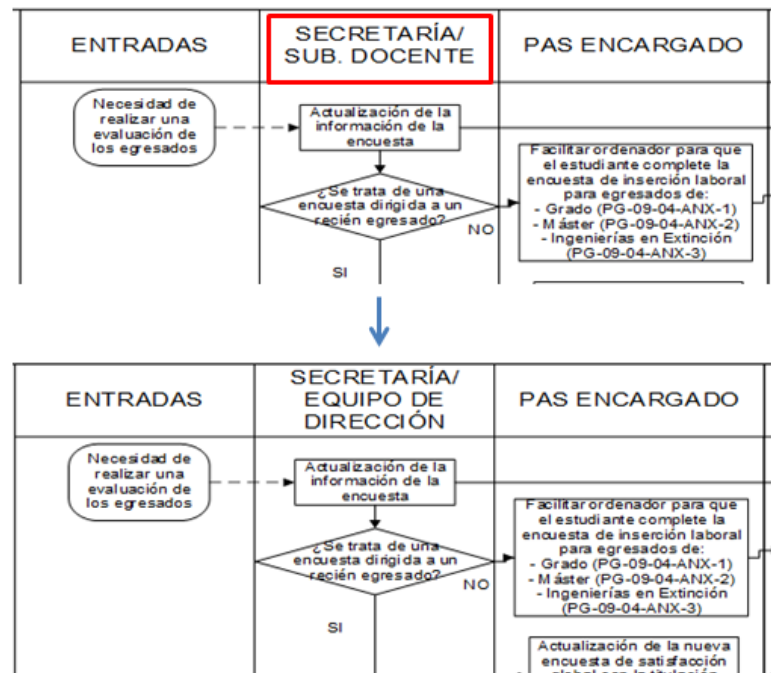 ENTRADAS
SECRETARÍA/
SUB. DOCENTE
PAS ENCARGADO
Necesidad de
realizar una
evaluación de
los egresados
Actualización de la
información de la
encuesta
¿Se trata de una
encuesta dirigida a un
recién egresado?
NO
SI
Facilitar ordenador para que
el estudiante complete la
encuesta de inserción laboral
para egresados de:
- Grado (PG-09-04-ANX-1)
- Máster (PG-09-04-ANX-2)
- Ingenierías en Extinción
(PG-09-04-ANX-3)
ENTRADAS
SECRETARÍA/
EQUIPO DE
DIRECCIÓN
PAS ENCARGADO
Necesidad de
realizar una
evaluación de
los egresados
Actualización de la
información de la
encuesta
¿Se trata de una
encuesta dirigida a un
recién egresado?
NO
SI
Facilitar ordenador para que
el estudiante complete la
encuesta de inserción laboral
para egresados de:
- Grado (PG-09-04-ANX-1)
- Máster (PG-09-04-ANX-2)
- Ingenierías en Extinción
(PG-09-04-ANX-3)
Actualización de la nueva
encuesta de satisfacción
global con la titulación